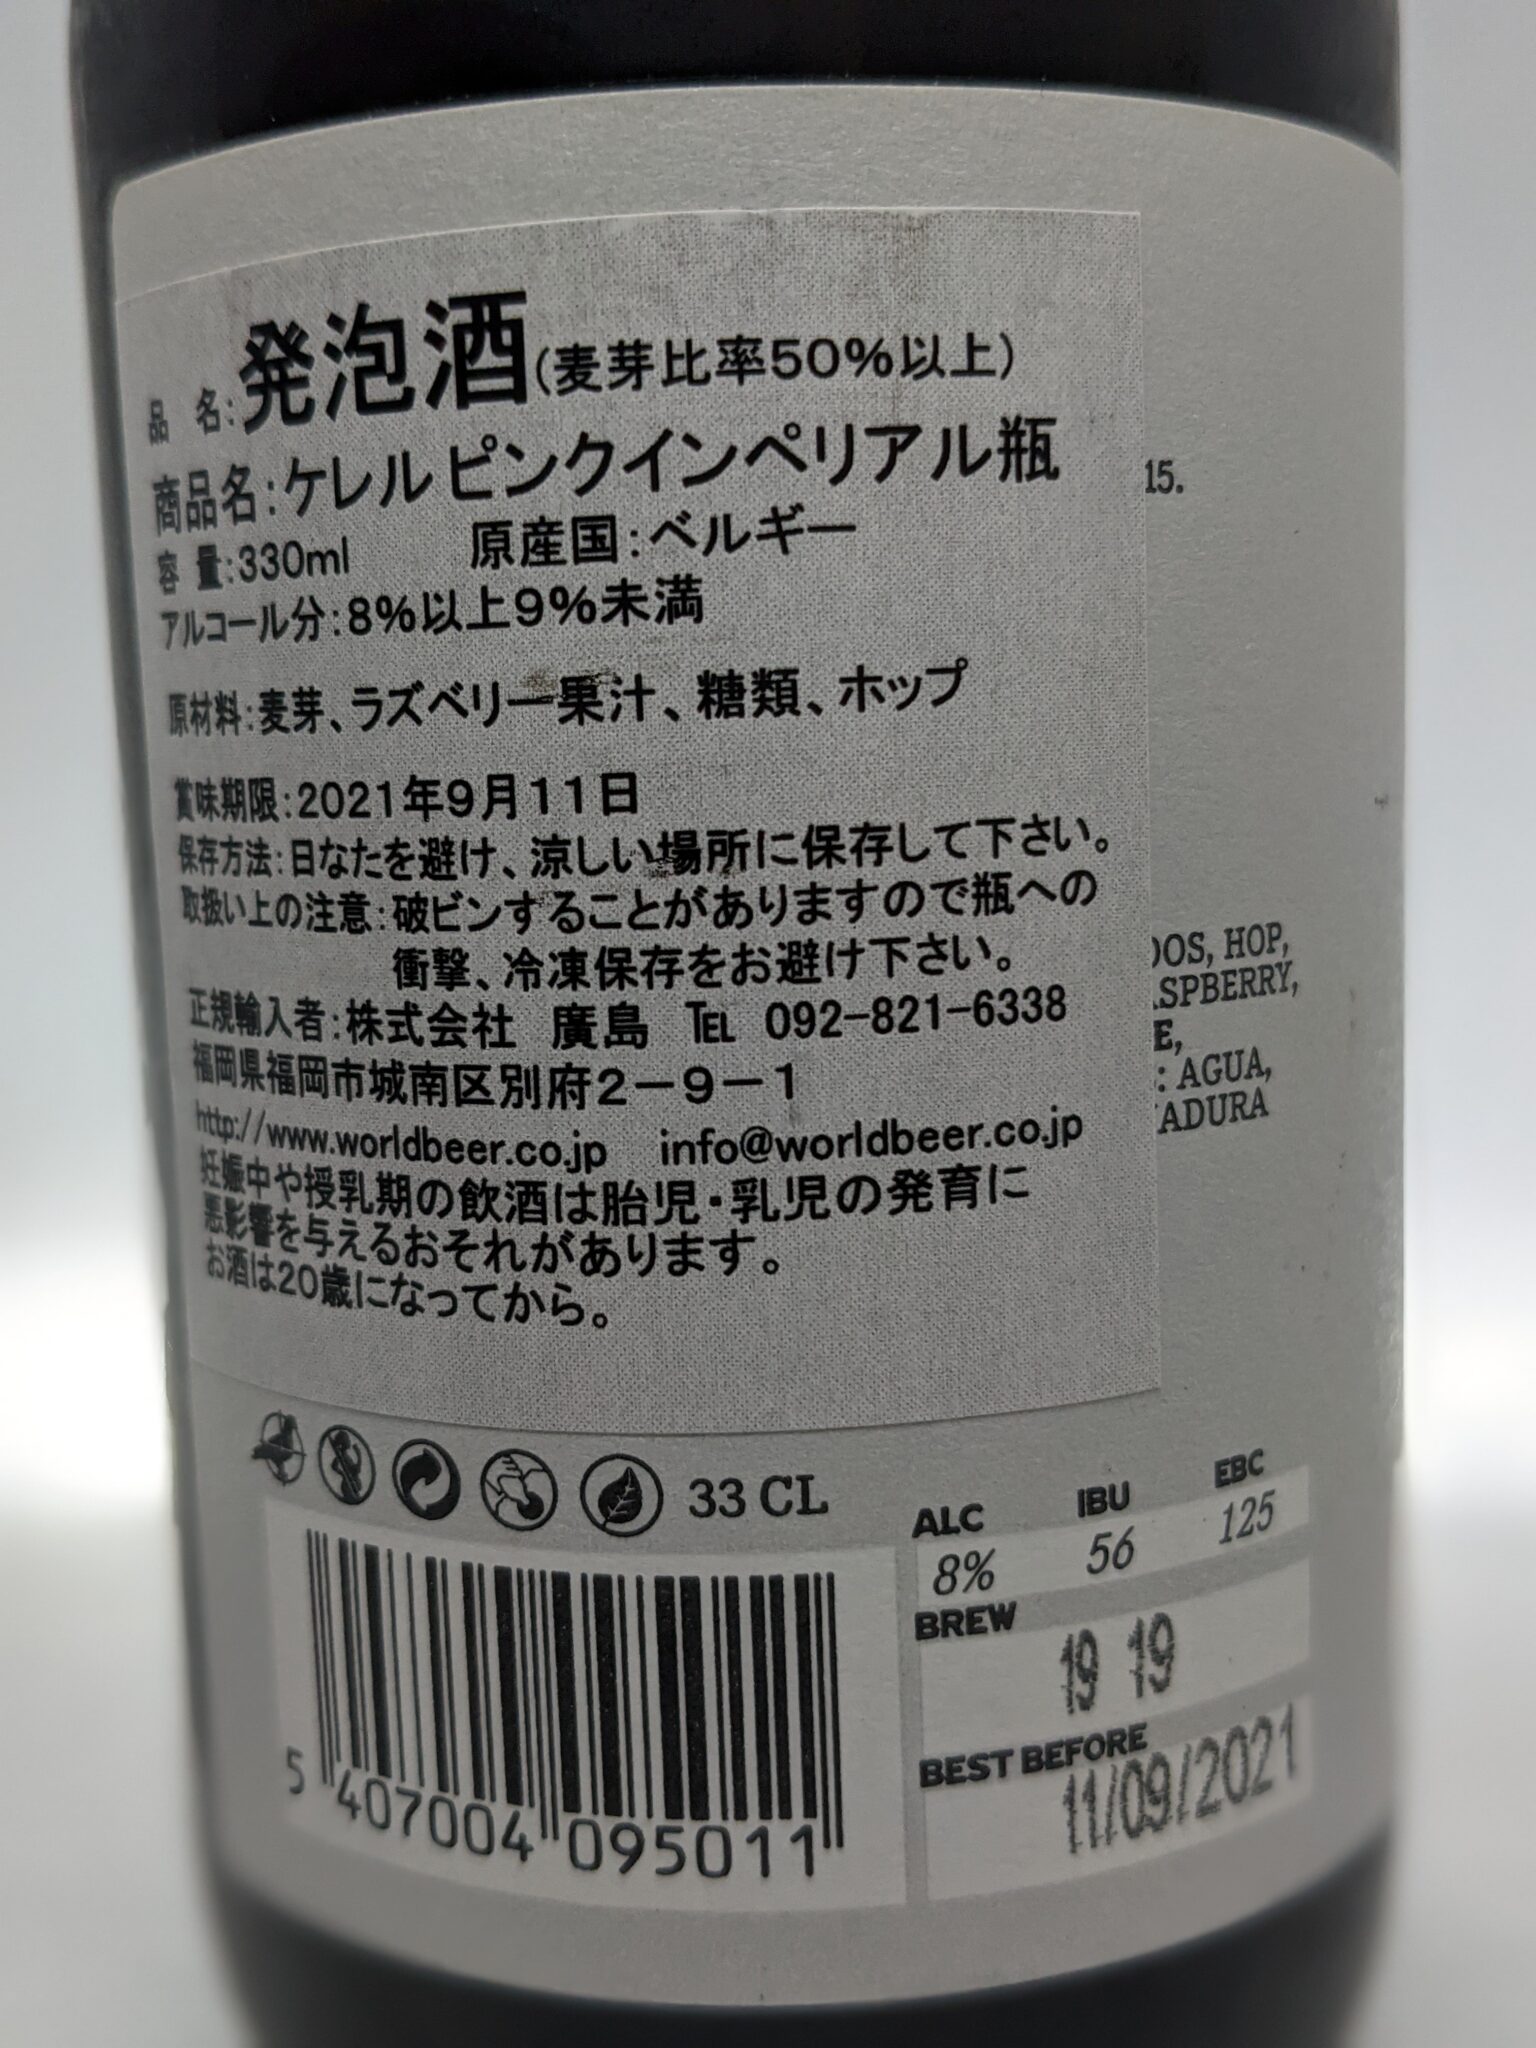 品 名:発泡酒(麦芽比率50%以上)
商品名:ケレルピンクインペリアル瓶
容 量:330ml 原産国:ベルギー
アルコール分:8%以上9%未満
原材料:麦芽、ラズベリー果汁、糖類、ホップ
賞味期限:2021年9月11日
保存方法:日なたを避け、涼しい場所に保存して下さい。
取扱い上の注意:破ビンすることがありますので瓶への
衝撃、冷凍保存をお避け下さい。
正規輸入者:株式会社 廣島 ℡ 092-821-6338
福岡県福岡市城南区別府2-9-1
http://www.worldbeer.co.jp info@worldbeer.co.jp
妊娠中や授乳期の飲酒は胎児・乳児の発育に
悪影響を与えるおそれがあります。
お酒は20歳になってから。
15.
DOS, HOP,
ASPBERRY,
E,
: AGUA,
ADURA
33 CL
ALC IBU EBC
8% 56 125
BREW
19 19
BEST BEFORE
11/09/2021
5 407004 095011